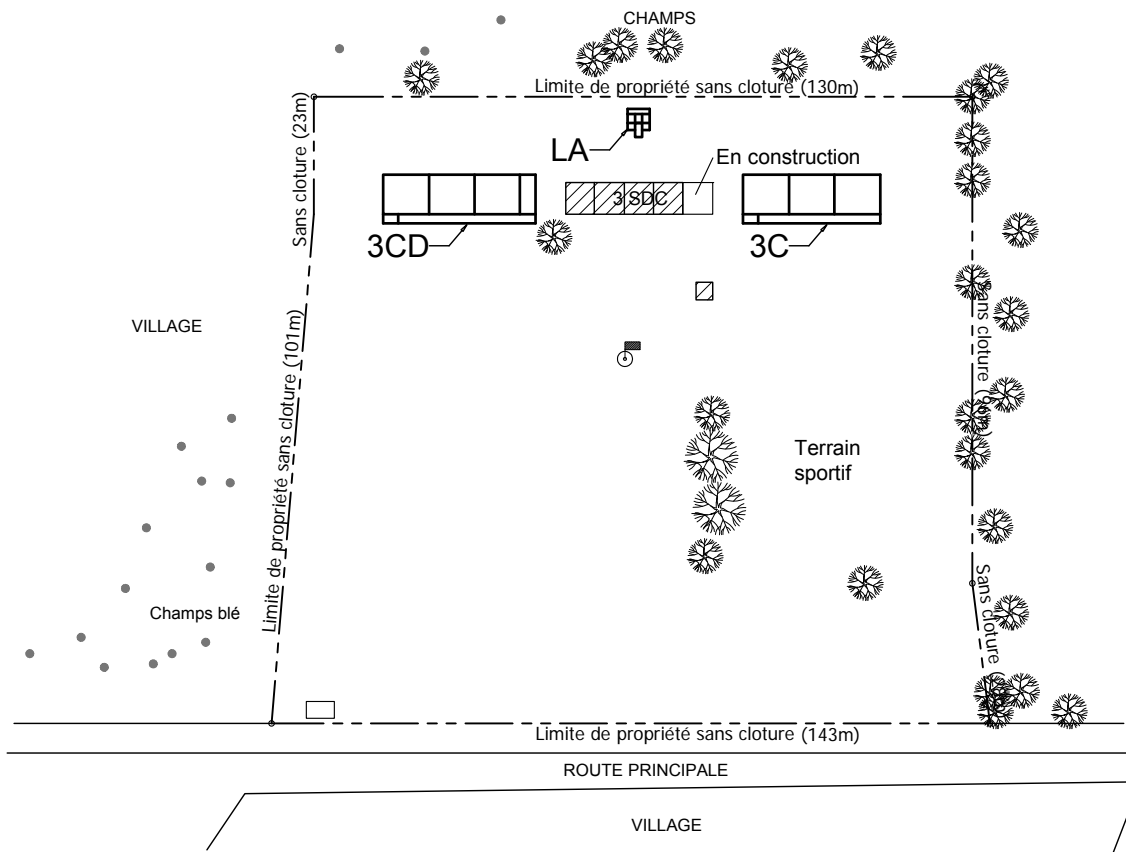 CHAMPS
Limite de propriété sans cloture (130m)
Sans cloture (23m)
LA
En construction
3 SDC
3CD
3C
VILLAGE
Limite de propriété sans cloture (101m)
Sans cloture (96m)
Terrain
sportif
Champs blé
Sans cloture
Limite de propriété sans cloture (143m)
ROUTE PRINCIPALE
VILLAGE